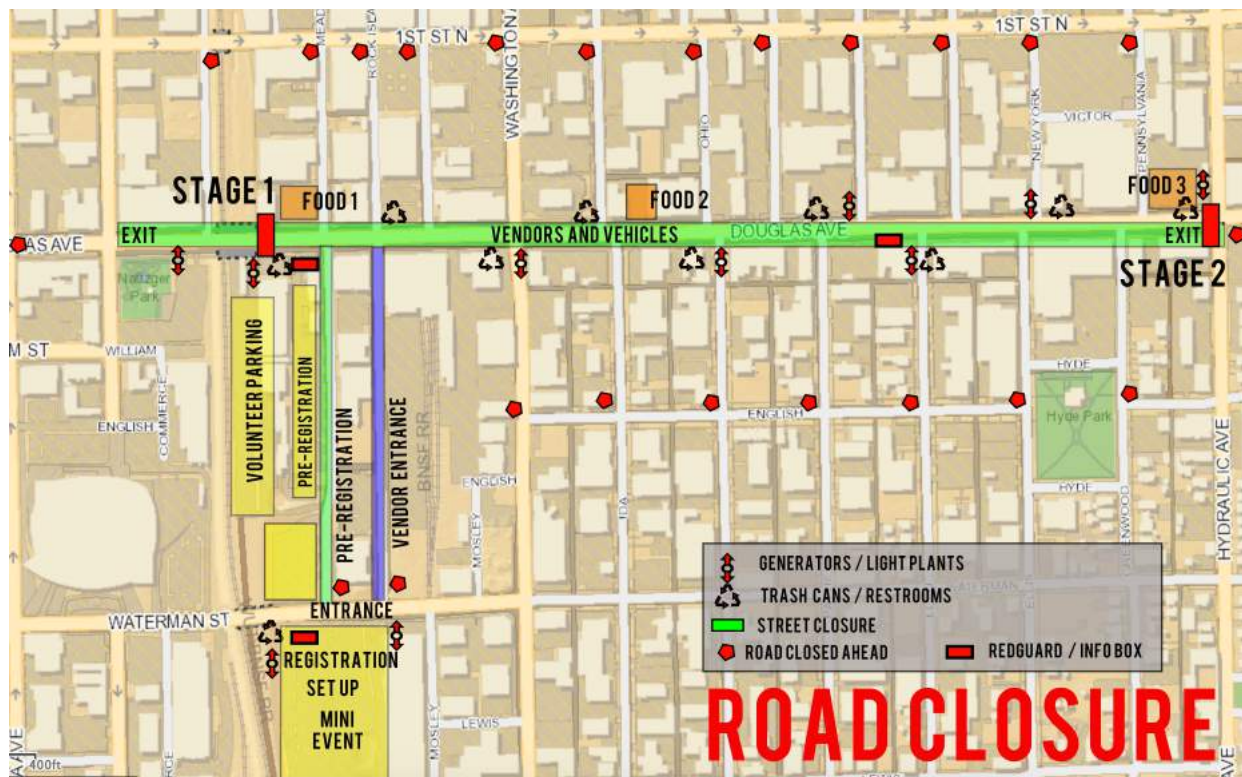 MEAD
ROCK ISLAND
1ST ST N
WASHINGTON A
1ST ST N
OHIO
NEW YORK
VICTOR
PENNSYLVANIA
STAGE 1
FOOD 1
FOOD 2
FOOD 3
AS AVE
EXIT
VENDORS AND VEHICLES
DOUGLAS AVE
EXIT
STAGE 2
Naftzger
Park
M ST
WILLIAM
COMMERCE
ENGLISH
VOLUNTEER PARKING
PRE-REGISTRATION
PRE-REGISTRATION
VENDOR ENTRANCE
BNSF RR
ENGLISH
MOSLEY
IDA
ENGLISH
HYDE
Hyde Park
HYDE
GREENWOOD
HYDRAULIC AVE
WATERMAN ST
ENTRANCE
REGISTRATION
SET UP
MINI
EVENT
MOSLEY
LEWIS
GENERATORS / LIGHT PLANTS
TRASH CANS / RESTROOMS
STREET CLOSURE
ROAD CLOSED AHEAD
REDGUARD / INFO BOX
ROAD CLOSURE
400ft